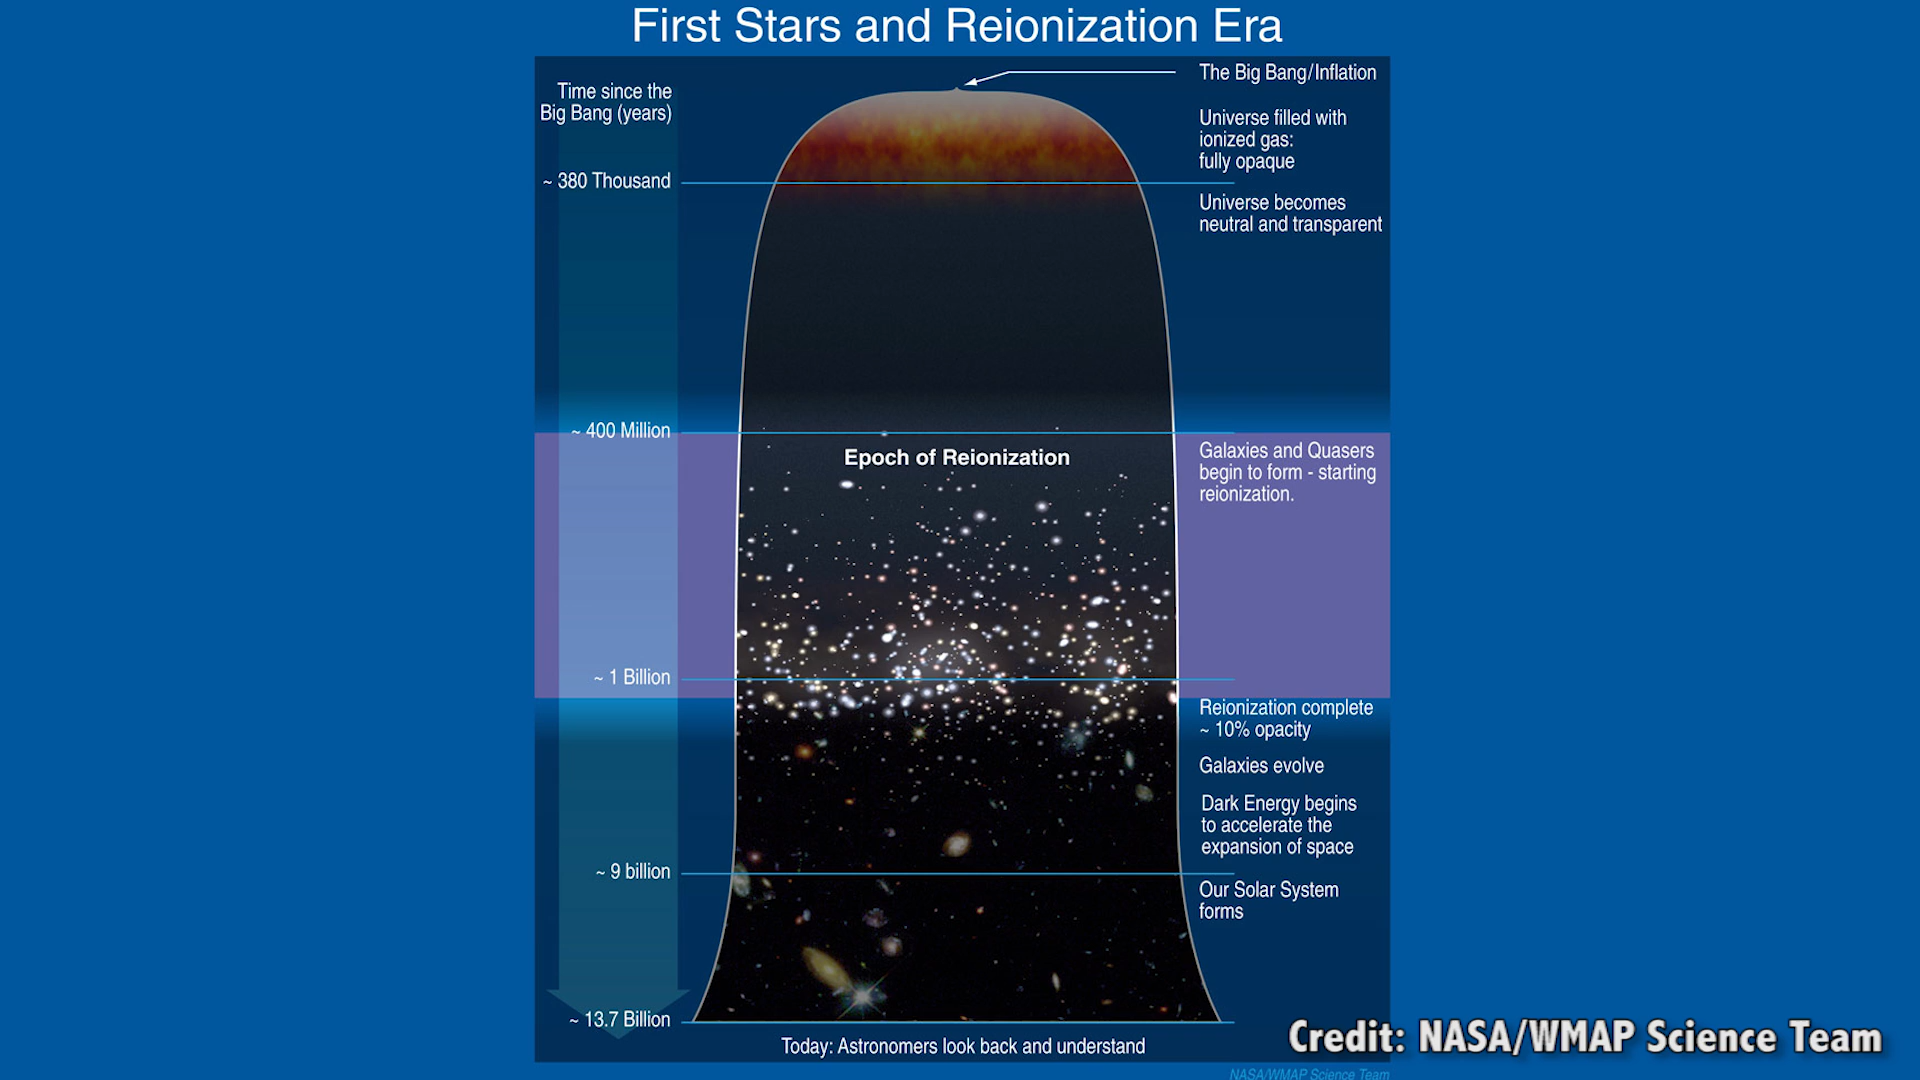 First Stars and Reionization Era
Time since the
Big Bang (years)
The Big Bang/Inflation
Universe filled with
ionized gas:
fully opaque
~ 380 Thousand
Universe becomes
neutral and transparent
~ 400 Million
Epoch of Reionization
Galaxies and Quasers
begin to form - starting
reionization.
~ 1 Billion
Reionization complete
~ 10% opacity
Galaxies evolve
Dark Energy begins
to accelerate the
expansion of space
~ 9 billion
Our Solar System
forms
~ 13.7 Billion
Today: Astronomers look back and understand
Credit: NASA/WMAP Science Team
NASA/WMAP Science Team